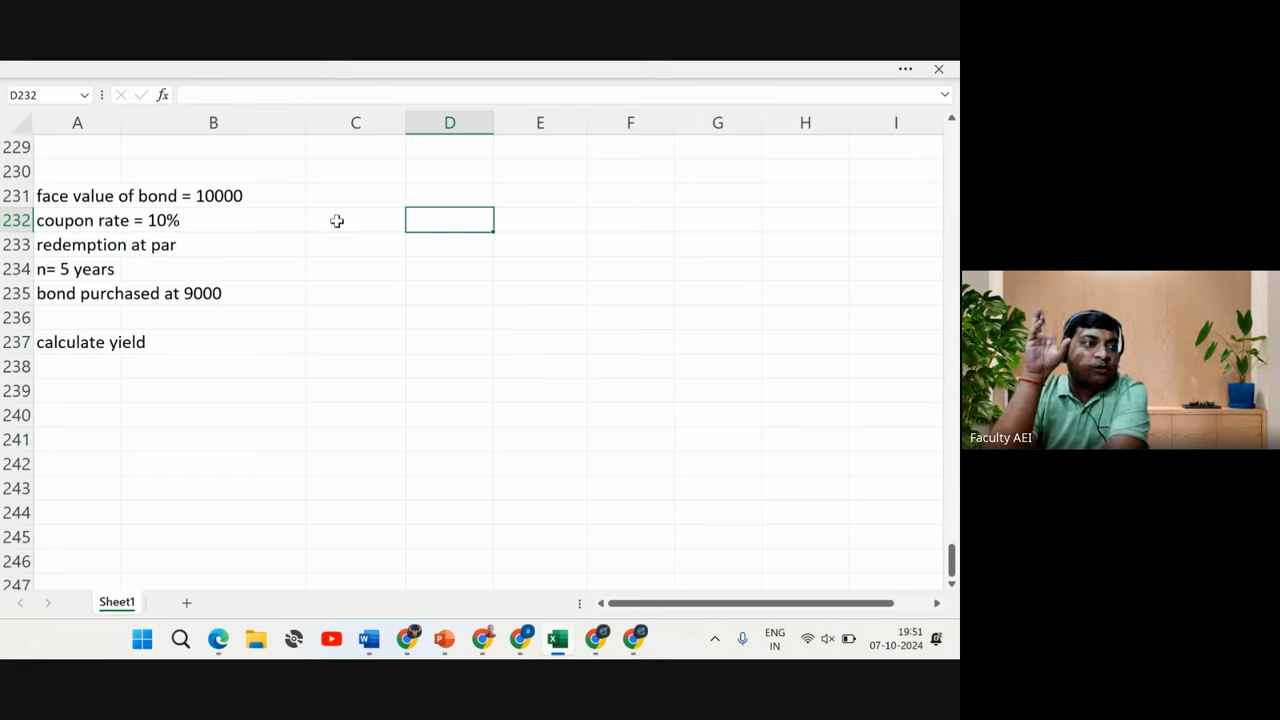 D232
fx
A B C D E F G H I
229
230
231 face value of bond = 10000
232 coupon rate = 10%
233 redemption at par
234 n= 5 years
235 bond purchased at 9000
236
237 calculate yield
238
239
240
241
242
243
244
245
246
247
Faculty AEI
Sheet1
ENG
IN
19:51
07-10-2024